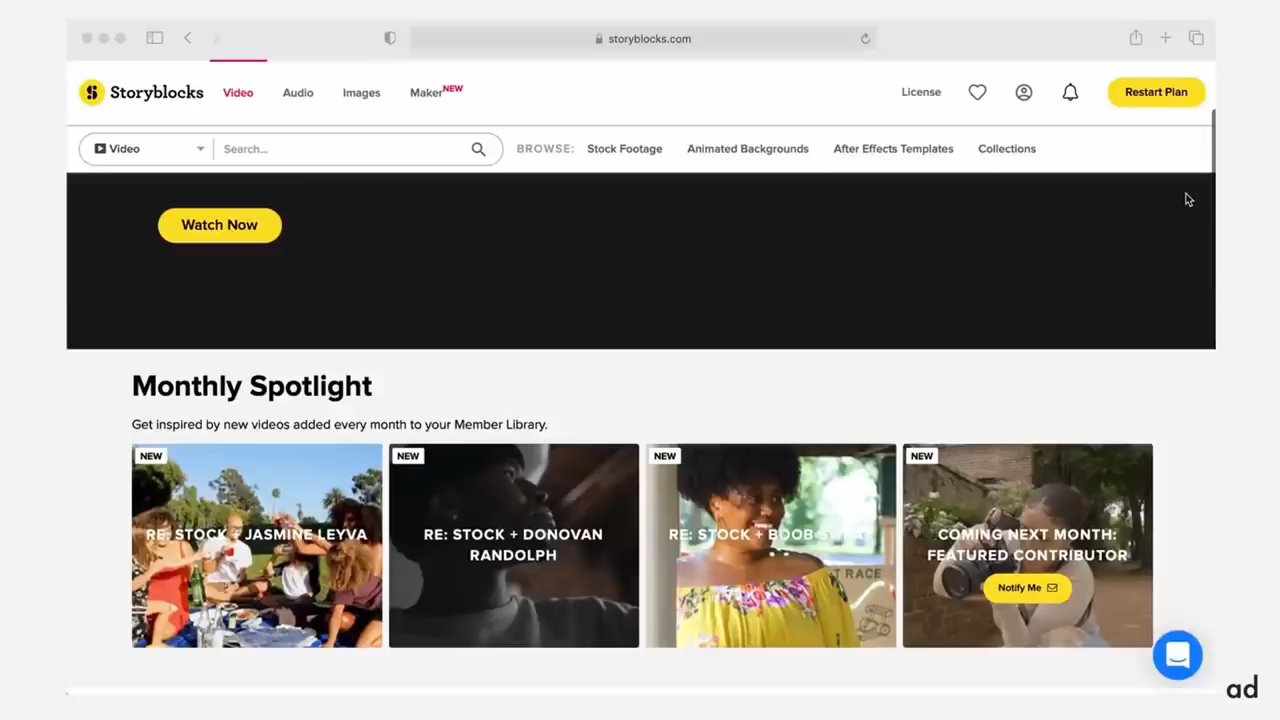 storyblocks.com
Storyblocks Video Audio Images Maker NEW License Restart Plan
Video Search... BROWSE: Stock Footage Animated Backgrounds After Effects Templates Collections
Watch Now
Monthly Spotlight
Get inspired by new videos added every month to your Member Library.
NEW
RE: STOCK + JASMINE LEYVA
NEW
RE: STOCK + DONOVAN
RANDOLPH
NEW
RE: STOCK + BOOB
T RACE
NEW
COMING NEXT MONTH:
FEATURED CONTRIBUTOR
Notify Me
ad